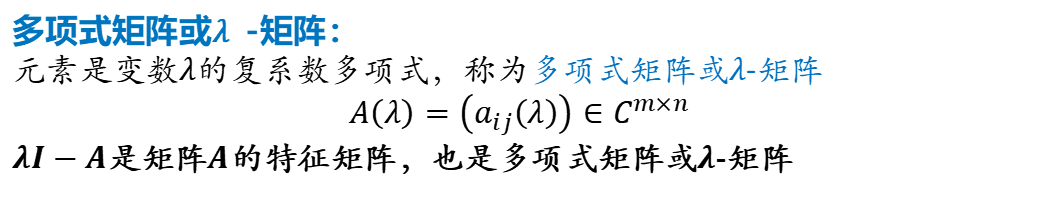 多项式矩阵或λ -矩阵：
元素是变数λ的复系数多项式，称为多项式矩阵或λ-矩阵
A(λ) = (aᵢⱼ(λ)) ∈ Cᵐˣⁿ
λI − A是矩阵A的特征矩阵，也是多项式矩阵或λ-矩阵